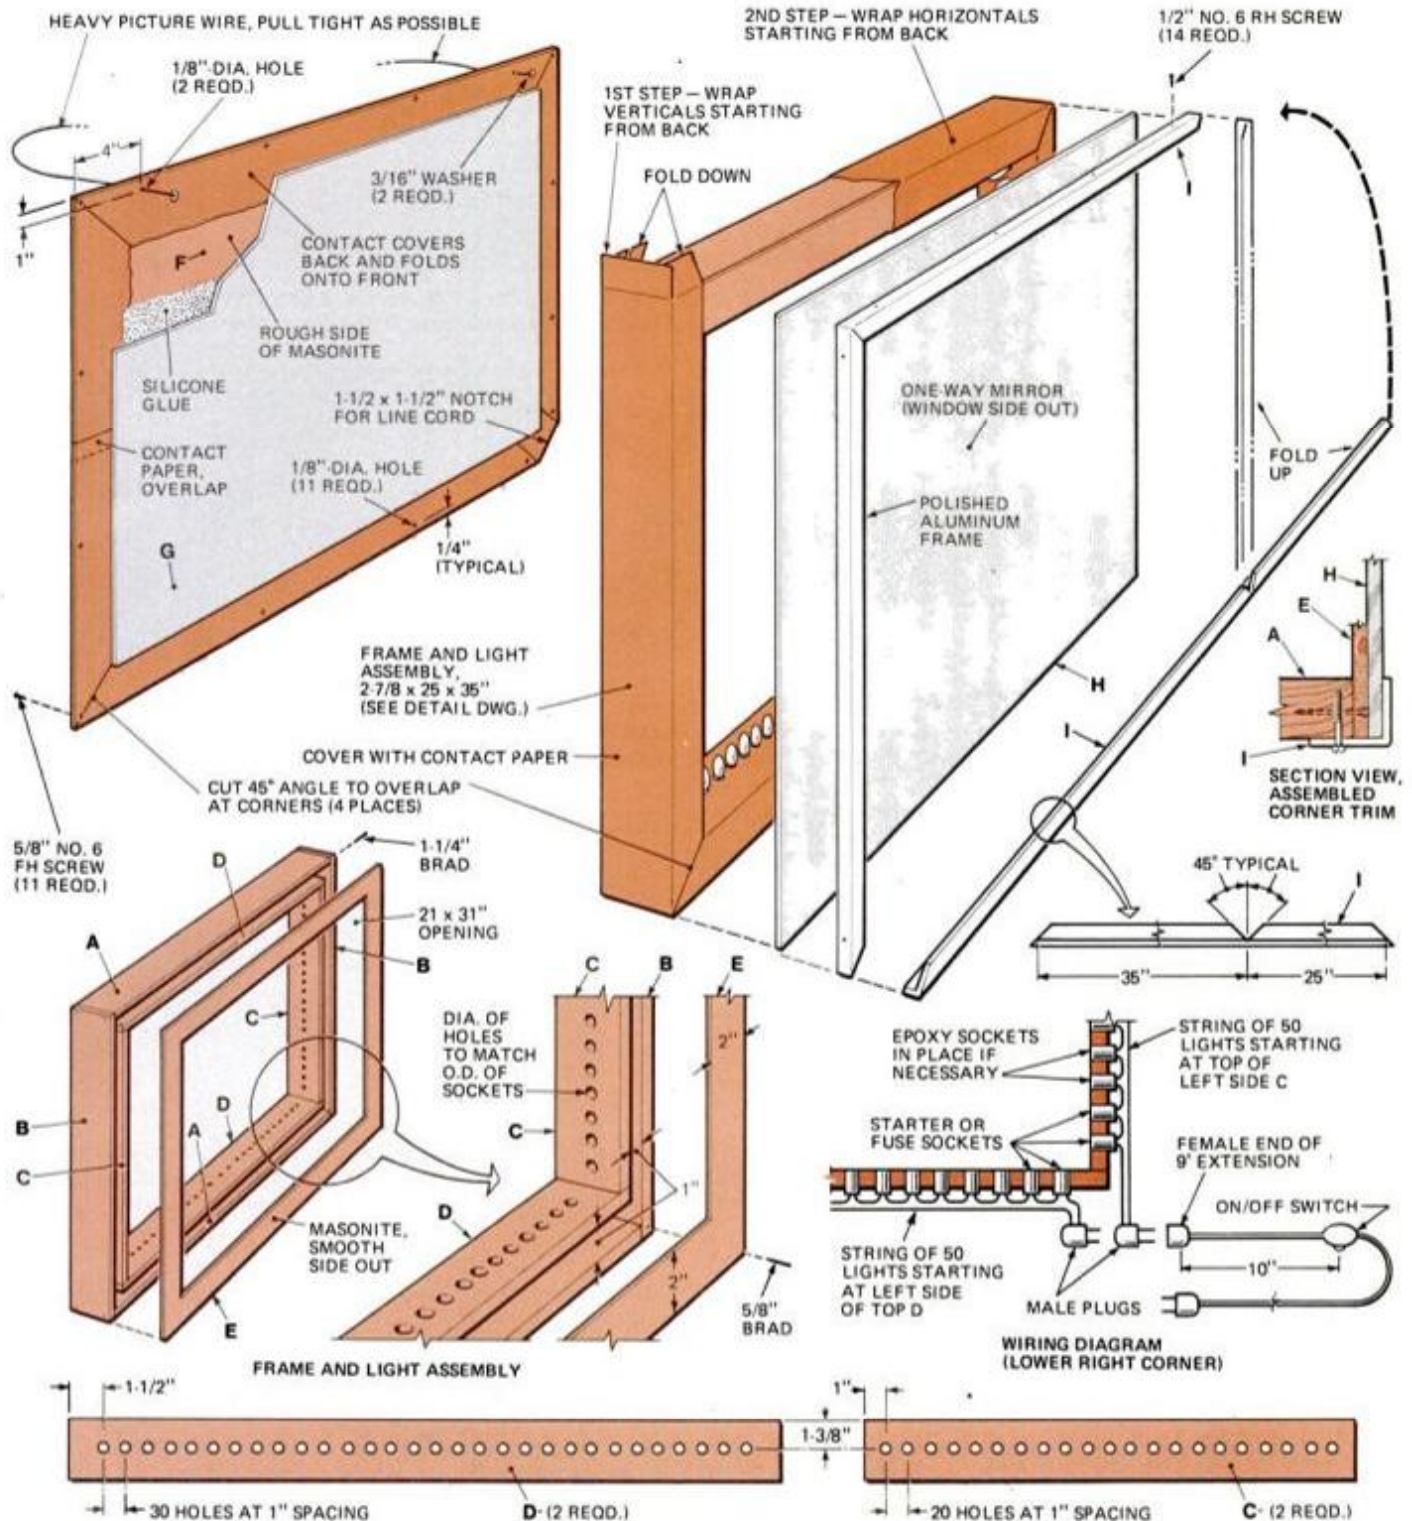 HEAVY PICTURE WIRE, PULL TIGHT AS POSSIBLE
1/8"-DIA. HOLE
(2 REQD.)
4"
1"
3/16" WASHER
(2 REQD.)
CONTACT COVERS
BACK AND FOLDS
ONTO FRONT
F
ROUGH SIDE
OF MASONITE
SILICONE
GLUE
1-1/2 x 1-1/2" NOTCH
FOR LINE CORD
CONTACT
PAPER,
OVERLAP
1/8"-DIA. HOLE
(11 REQD.)
G
1/4"
(TYPICAL)
5/8" NO. 6
FH SCREW
(11 REQD.)
2ND STEP — WRAP HORIZONTALS
STARTING FROM BACK
1/2" NO. 6 RH SCREW
(14 REQD.)
1ST STEP — WRAP
VERTICALS STARTING
FROM BACK
FOLD DOWN
I
I
ONE-WAY MIRROR
(WINDOW SIDE OUT)
POLISHED
ALUMINUM
FRAME
FOLD
UP
FRAME AND LIGHT
ASSEMBLY,
2-7/8 x 25 x 35"
(SEE DETAIL DWG.)
COVER WITH CONTACT PAPER
CUT 45° ANGLE TO OVERLAP
AT CORNERS (4 PLACES)
H
I
H
E
A
I
SECTION VIEW,
ASSEMBLED
CORNER TRIM
45° TYPICAL
I
35"
25"
1-1/4"
BRAD
D
21 x 31"
OPENING
A
B
C
D
A
B
C
MASONITE,
SMOOTH
SIDE OUT
E
C
B
E
DIA. OF
HOLES
TO MATCH
O.D. OF
SOCKETS
2"
C
1"
D
2"
5/8"
BRAD
FRAME AND LIGHT ASSEMBLY
EPOXY SOCKETS
IN PLACE IF
NECESSARY
STRING OF 50
LIGHTS STARTING
AT TOP OF
LEFT SIDE C
STARTER OR
FUSE SOCKETS
FEMALE END OF
9' EXTENSION
ON/OFF SWITCH
STRING OF 50
LIGHTS STARTING
AT LEFT SIDE
OF TOP D
10"
MALE PLUGS
WIRING DIAGRAM
(LOWER RIGHT CORNER)
1-1/2"
1-3/8"
1"
30 HOLES AT 1" SPACING
D- (2 REQD.)
20 HOLES AT 1" SPACING
C- (2 REQD.)